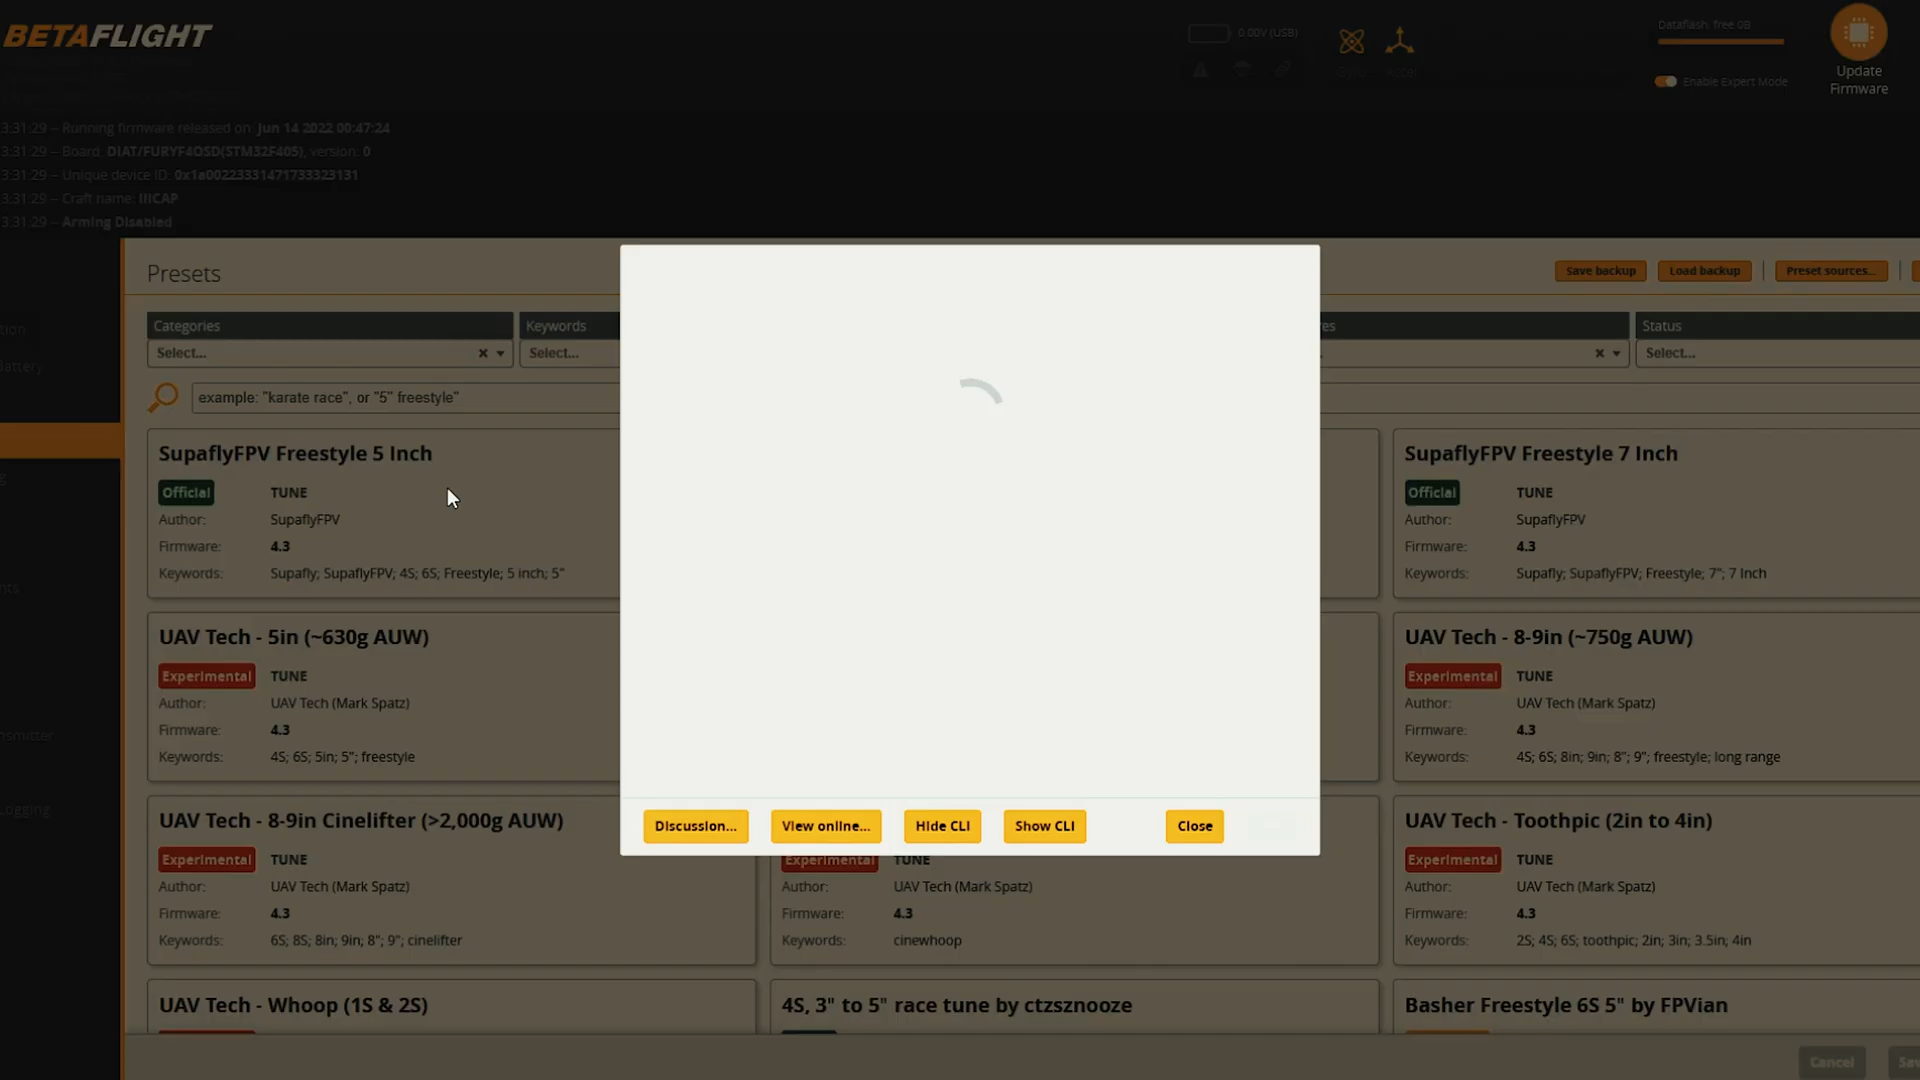 BETAFLIGHT
0.00V (USB)
Gyro
Accel
Dataflash: free 0B
Enable Expert Mode
Update
Firmware
3:31:29 -- Running firmware released on: Jun 14 2022 00:47:24
3:31:29 -- Board: DIAT/FURYF4OSD(STM32F405), version: 0
3:31:29 -- Unique device ID: 0x1a00223331471733323131
3:31:29 -- Craft name: IIICAP
3:31:29 -- Arming Disabled
Presets
Save backup
Load backup
Preset sources...
Categories
Keywords
res
Status
Select...
Select...
Select...
example: "karate race", or "5" freestyle"
tion
Battery
g
nts
nsmitter
Logging
SupaflyFPV Freestyle 5 Inch
Official TUNE
Author: SupaflyFPV
Firmware: 4.3
Keywords: Supafly; SupaflyFPV; 4S; 6S; Freestyle; 5 inch; 5"
SupaflyFPV Freestyle 7 Inch
Official TUNE
Author: SupaflyFPV
Firmware: 4.3
Keywords: Supafly; SupaflyFPV; Freestyle; 7"; 7 Inch
UAV Tech - 5in (~630g AUW)
Experimental TUNE
Author: UAV Tech (Mark Spatz)
Firmware: 4.3
Keywords: 4S; 6S; 5in; 5"; freestyle
UAV Tech - 8-9in (~750g AUW)
Experimental TUNE
Author: UAV Tech (Mark Spatz)
Firmware: 4.3
Keywords: 4S; 6S; 8in; 9in; 8"; 9"; freestyle; long range
Discussion...
View online...
Hide CLI
Show CLI
Close
UAV Tech - 8-9in Cinelifter (>2,000g AUW)
Experimental TUNE
Author: UAV Tech (Mark Spatz)
Firmware: 4.3
Keywords: 6S; 8S; 8in; 9in; 8"; 9"; cinelifter
Experimental TUNE
Author: UAV Tech (Mark Spatz)
Firmware: 4.3
Keywords: cinewhoop
UAV Tech - Toothpic (2in to 4in)
Experimental TUNE
Author: UAV Tech (Mark Spatz)
Firmware: 4.3
Keywords: 2S; 4S; 6S; toothpic; 2in; 3in; 3.5in; 4in
UAV Tech - Whoop (1S & 2S)
4S, 3" to 5" race tune by ctzsznooze
Basher Freestyle 6S 5" by FPVian
Cancel
Sav